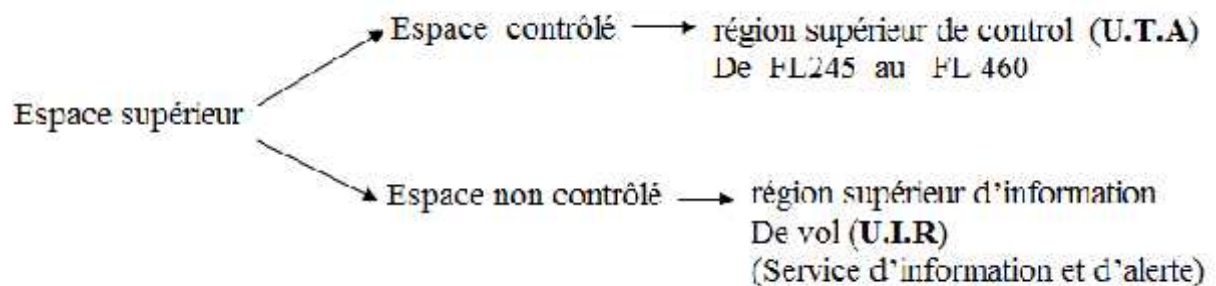 Espace contrôlé région supérieur de control (U.T.A)
De FL245 au FL 460
Espace supérieur
Espace non contrôlé région supérieur d'information
De vol (U.I.R)
(Service d'information et d'alerte)